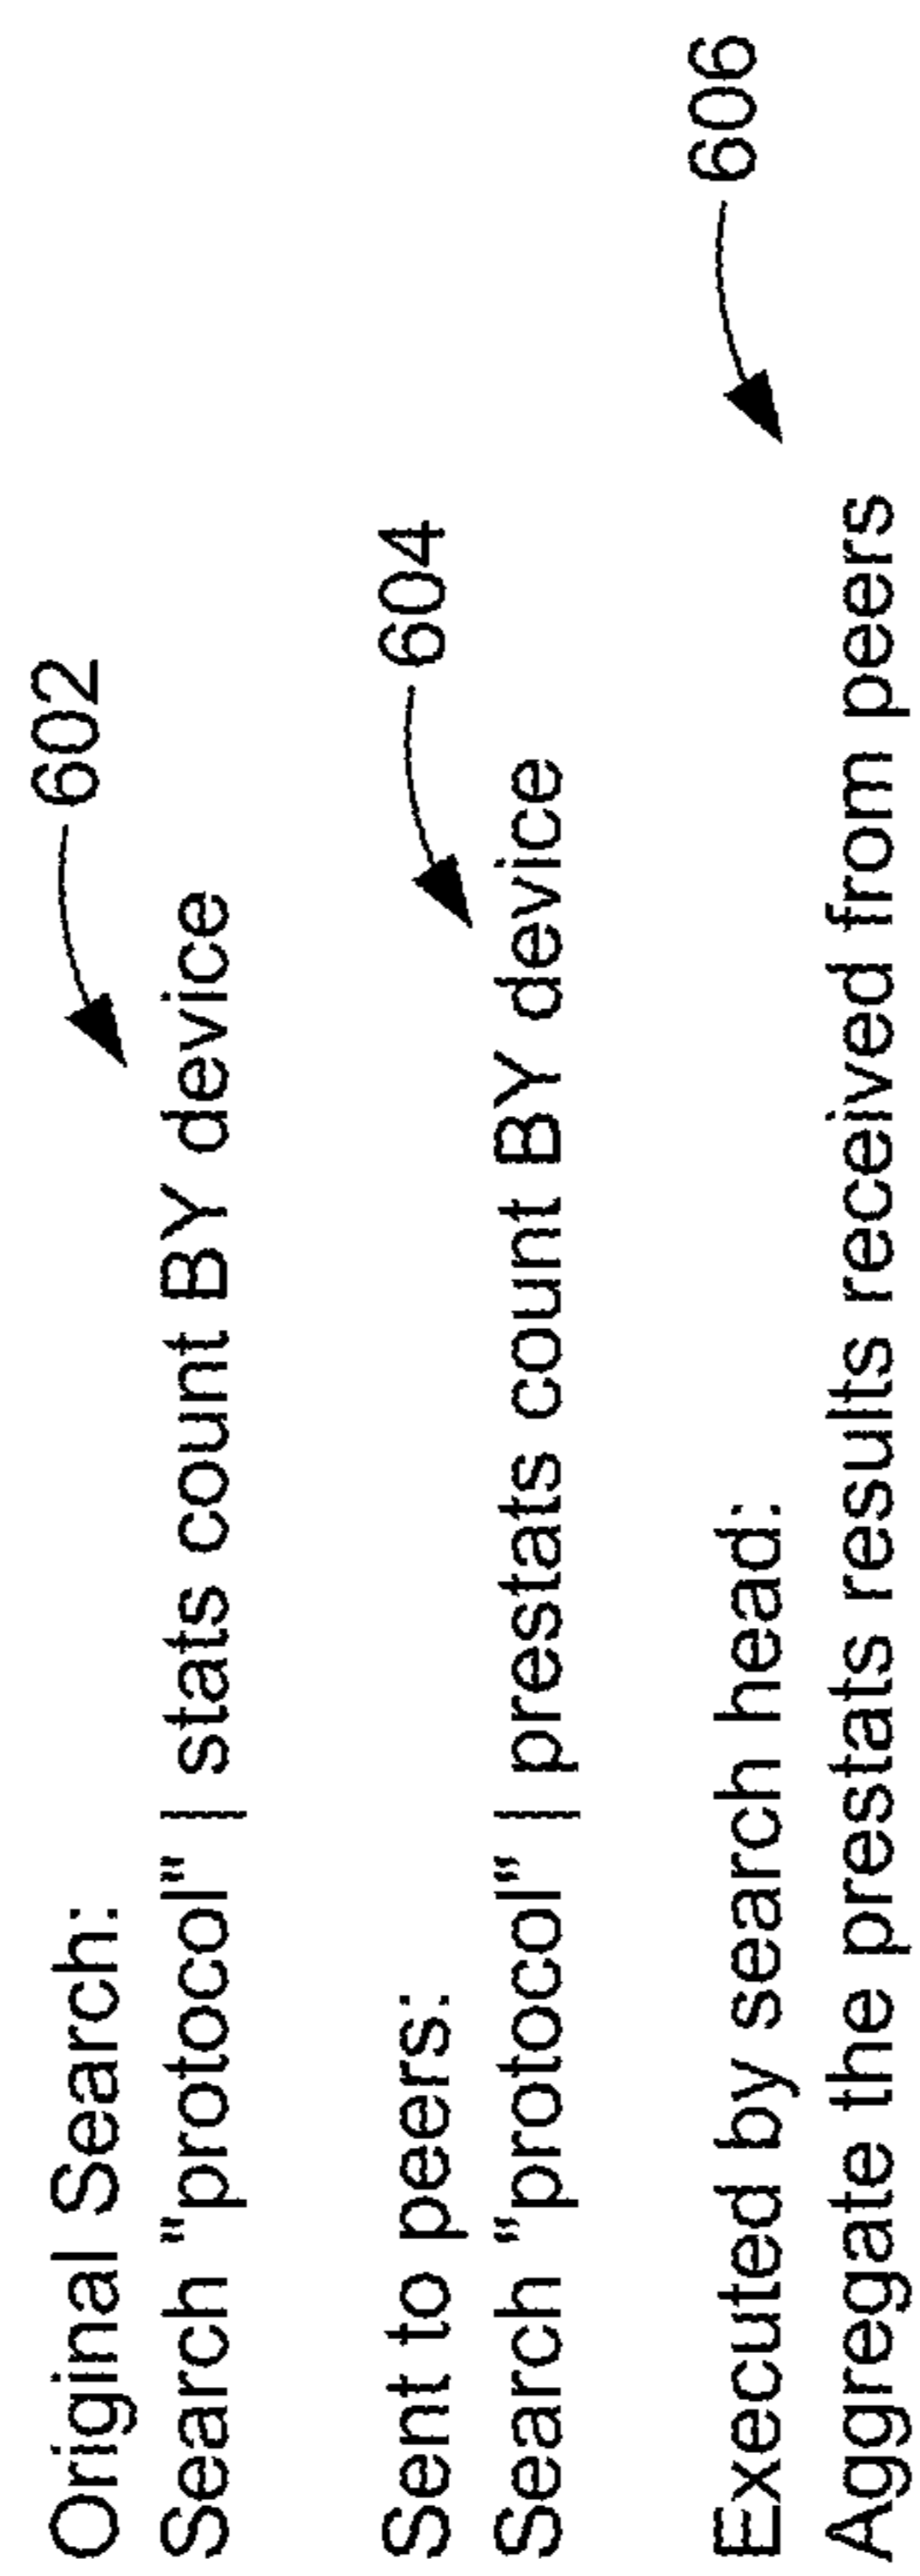 Original Search:
602
Search "protocol" | stats count BY device
Sent to peers:
604
Search “protocol“ | prestats count BY device
Executed by search head:
606
Aggregate the prestats results received from peers